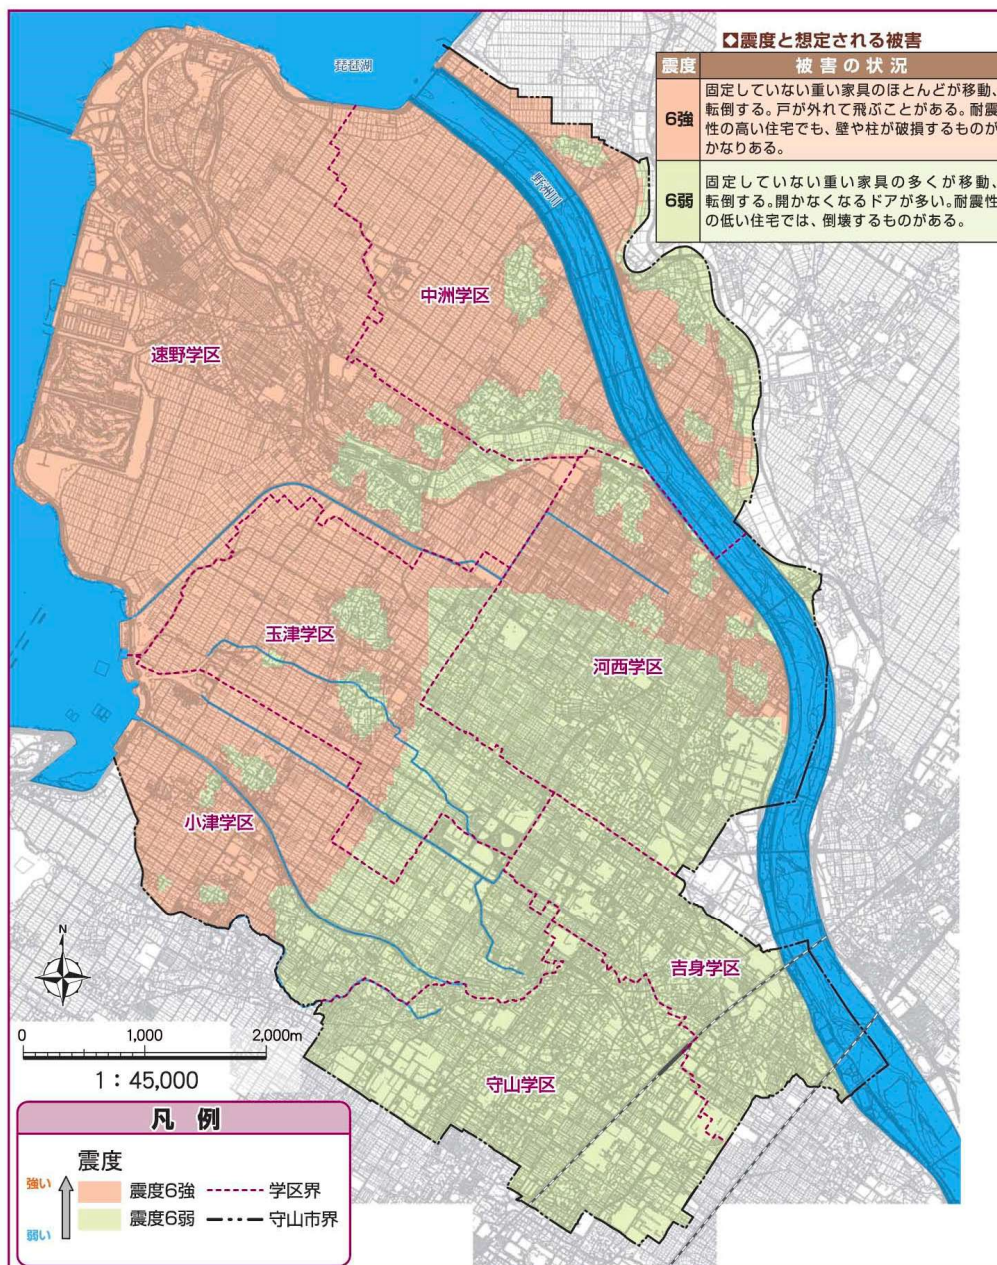 琵琶湖
野洲川
◘震度と想定される被害
震度 被害の状況
6強
固定していない重い家具のほとんどが移動、
転倒する。戸が外れて飛ぶことがある。耐震
性の高い住宅でも、壁や柱が破損するものが
かなりある。
6弱
固定していない重い家具の多くが移動、
転倒する。開かなくなるドアが多い。耐震性
の低い住宅では、倒壊するものがある。
中洲学区
速野学区
玉津学区
河西学区
小津学区
吉身学区
守山学区
N
0 1,000 2,000m
1:45,000
凡例
震度
強い
弱い
震度6強 学区界
震度6弱 守山市界